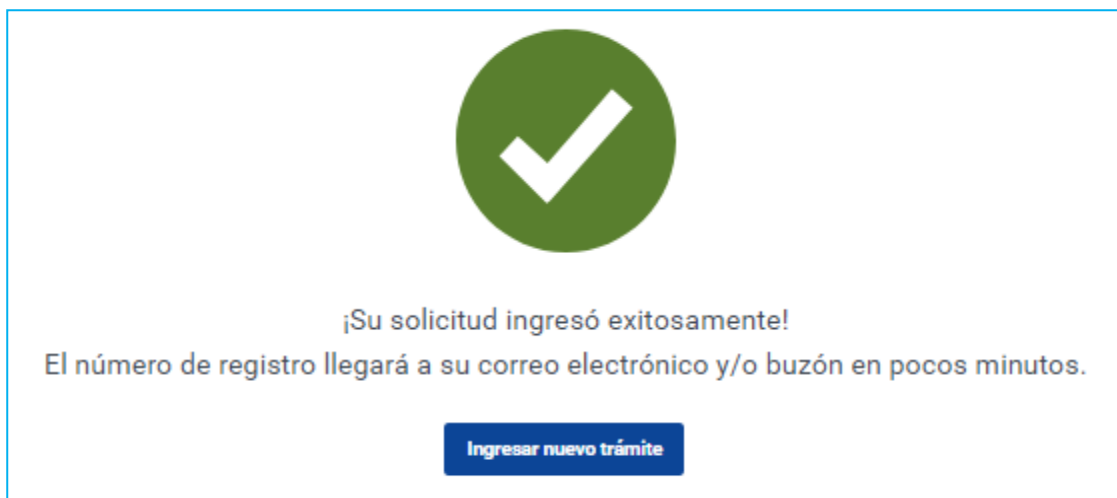 ¡Su solicitud ingresó exitosamente!
El número de registro llegará a su correo electrónico y/o buzón en pocos minutos.
Ingresar nuevo trámite